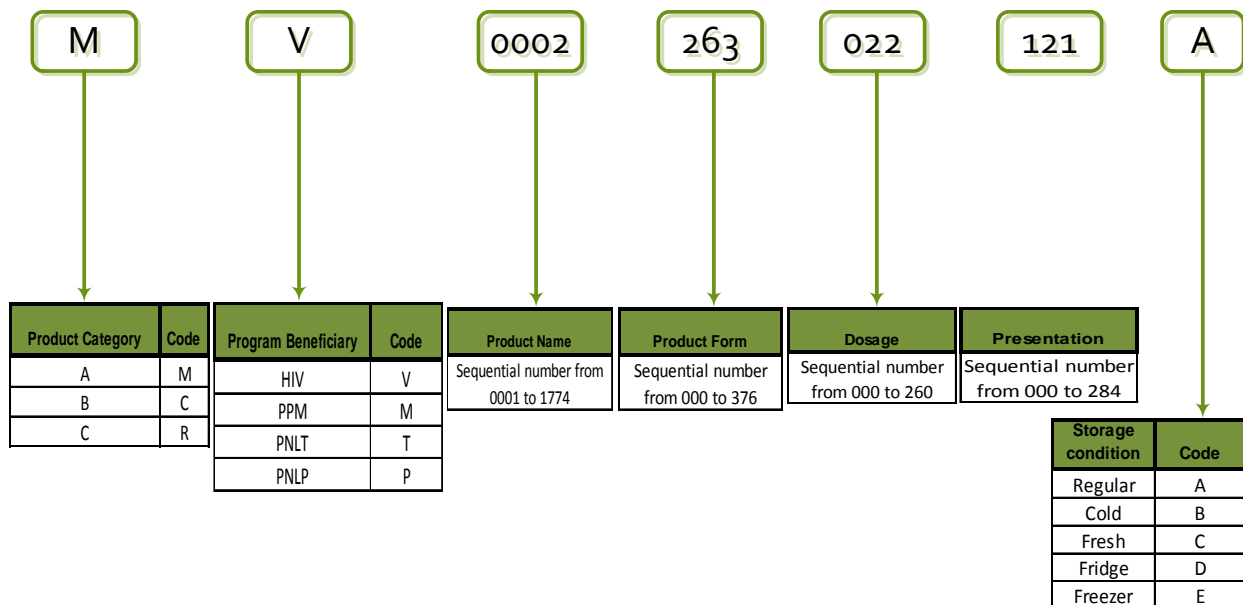 M V 0002 263 022 121 A
Product Category Code
A M
B C
C R
Program Beneficiary Code
HIV V
PPM M
PNLT T
PNLP P
Product Name
Sequential number from
0001 to 1774
Product Form
Sequential number
from 000 to 376
Dosage
Sequential number
from 000 to 260
Presentation
Sequential number
from 000 to 284
Storage
condition Code
Regular A
Cold B
Fresh C
Fridge D
Freezer E